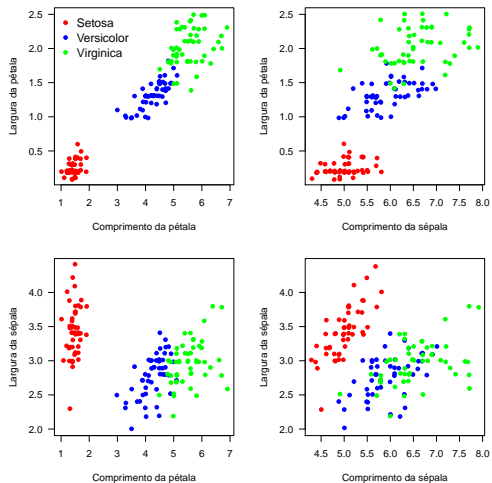 Setosa
Versicolor
Virginica
Largura da pétala
0.5
1.0
1.5
2.0
2.5
1 2 3 4 5 6 7
Comprimento da pétala
Largura da pétala
0.5
1.0
1.5
2.0
2.5
4.5 5.0 5.5 6.0 6.5 7.0 7.5 8.0
Comprimento da sépala
Largura da sépala
2.0
2.5
3.0
3.5
4.0
1 2 3 4 5 6 7
Comprimento da pétala
Largura da sépala
2.0
2.5
3.0
3.5
4.0
4.5 5.0 5.5 6.0 6.5 7.0 7.5 8.0
Comprimento da sépala